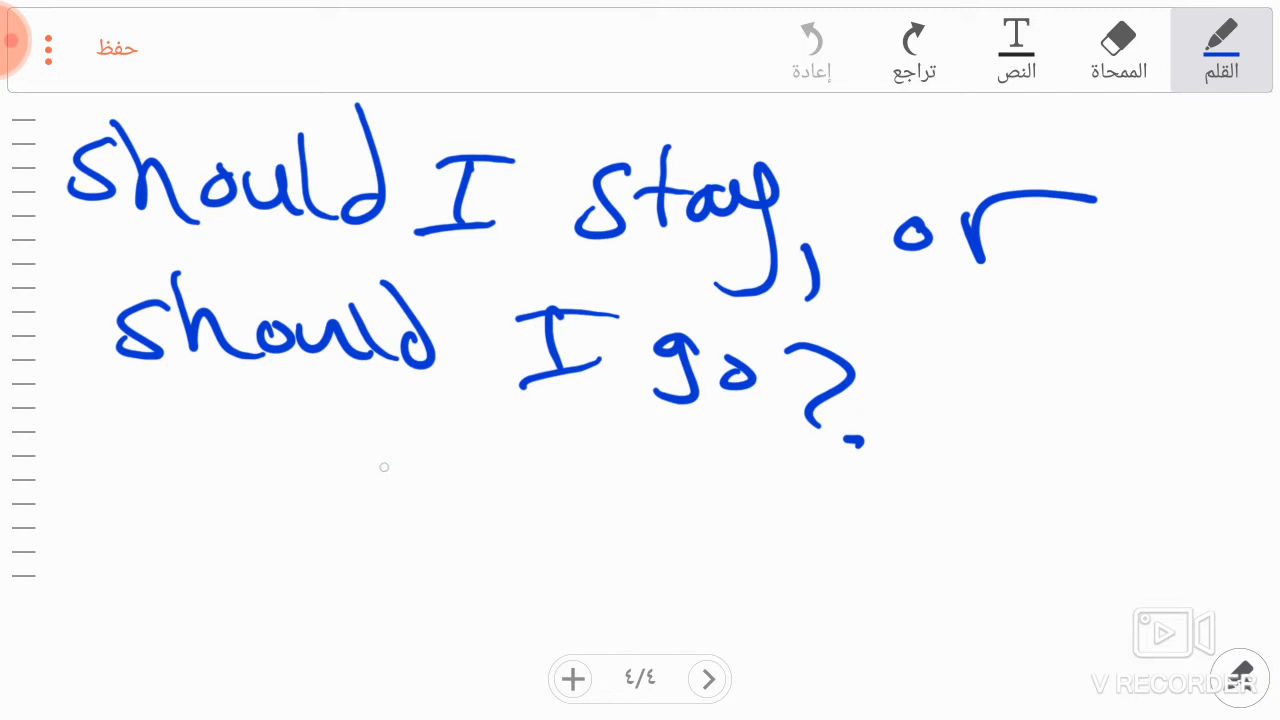 حفظ إعادة تراجع النص الممحاة القلم
should I stay, or
should I go?
٤/٤
V RECORDER